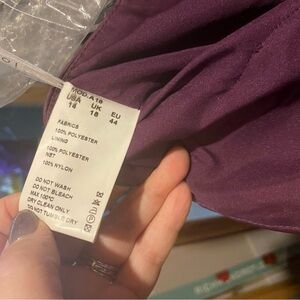 MOD.A16
USA UK EU
14 18 44
FABRICS
100% POLYESTER
LINING
100% POLYESTER
NET
100% NYLON
DO NOT WASH
DO NOT BLEACH
MAX 100°C
DRY CLEAN ONLY
DO NOT TUMBLE DRY